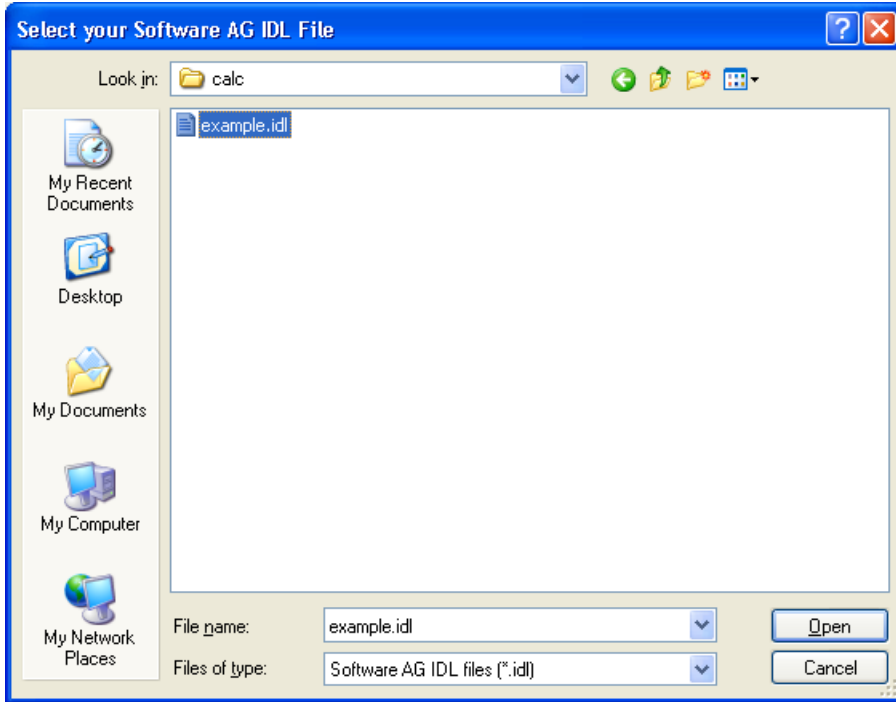 Select your Software AG IDL File
Look in:
calc
example.idl
My Recent
Documents
Desktop
My Documents
My Computer
My Network
Places
File name:
example.idl
Open
Files of type:
Software AG IDL files (*.idl)
Cancel